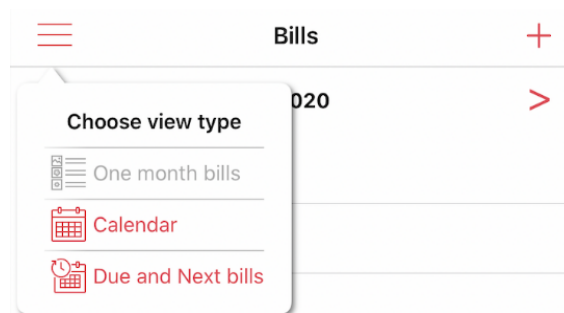 Bills
020
Choose view type
One month bills
Calendar
Due and Next bills